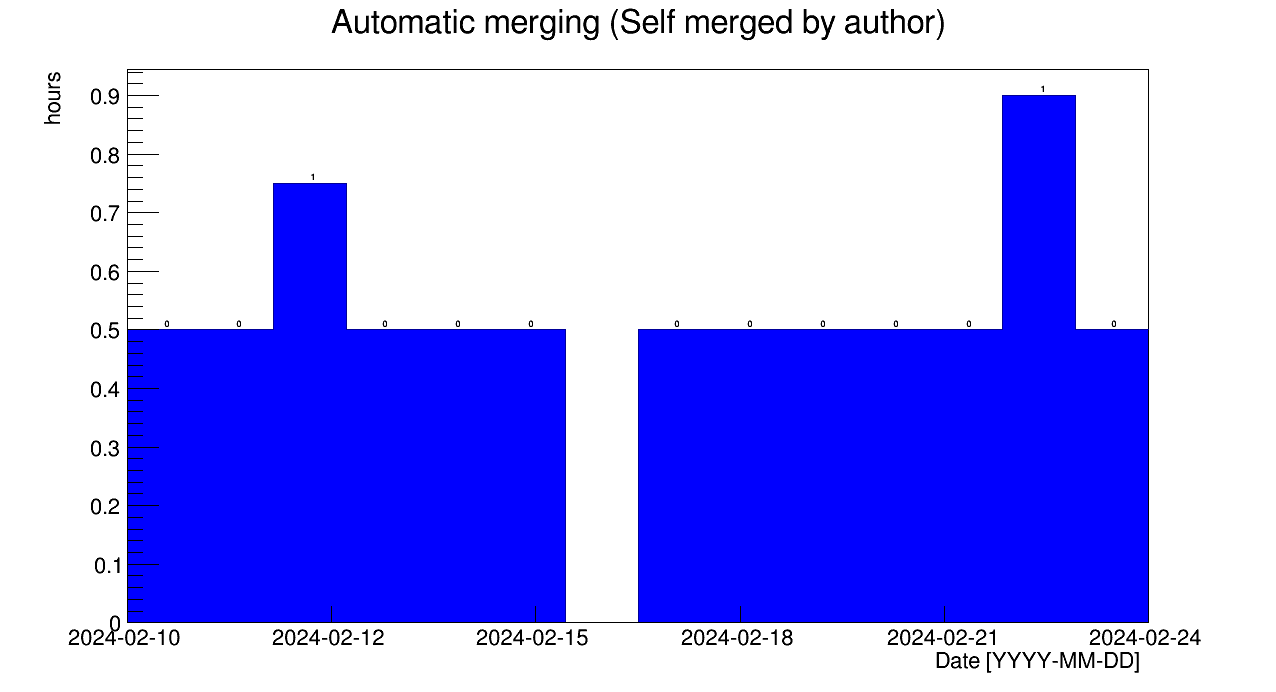 Automatic merging (Self merged by author)
hours
0.9
1
0.8
1
0.7
0.6
0.5
0 0 0 0 0 0 0 0 0 0 0
0.4
0.3
0.2
0.1
0
2024-02-10 2024-02-12 2024-02-15 2024-02-18 2024-02-21 2024-02-24
Date [YYYY-MM-DD]